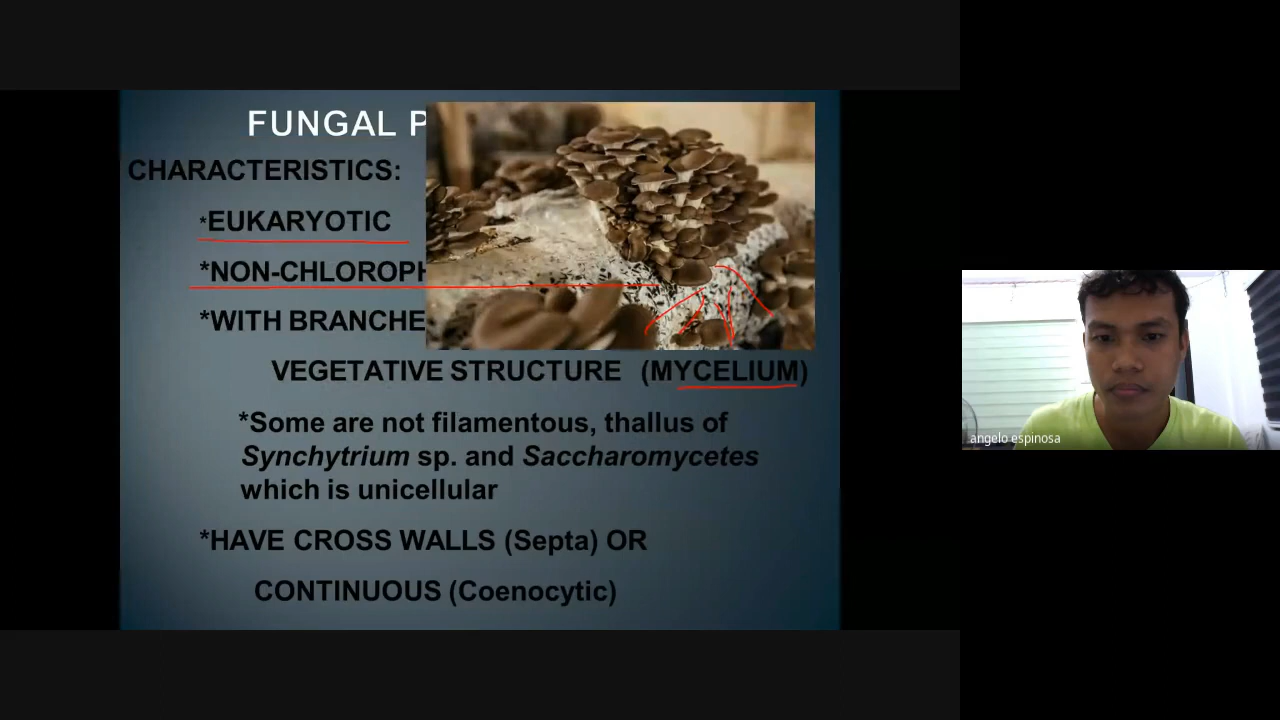 FUNGAL P
CHARACTERISTICS:
*EUKARYOTIC
*NON-CHLOROPH
*WITH BRANCHE
VEGETATIVE STRUCTURE (MYCELIUM)
*Some are not filamentous, thallus of
Synchytrium sp. and Saccharomycetes
which is unicellular
*HAVE CROSS WALLS (Septa) OR
CONTINUOUS (Coenocytic)
angelo espinosa